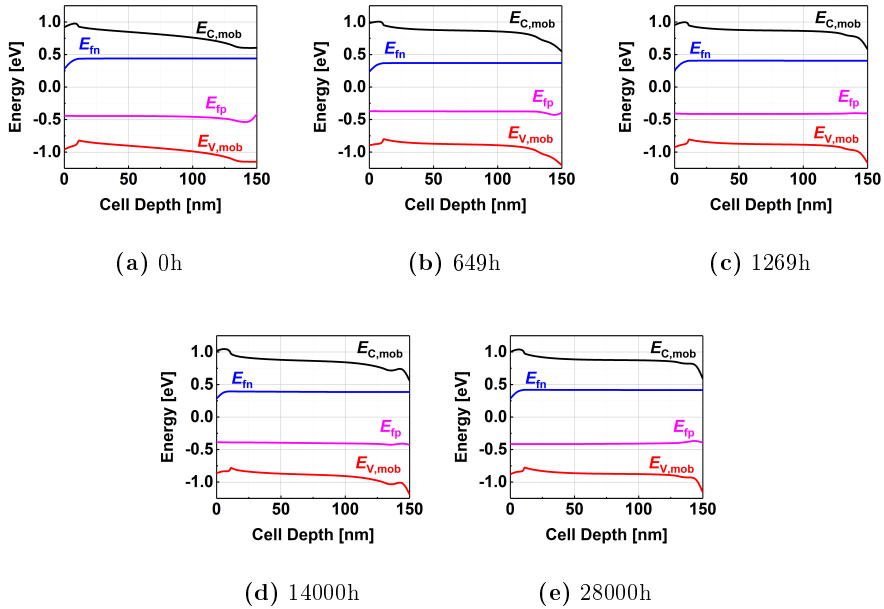 Energy [eV]
1.0
0.5
0.0
-0.5
-1.0
E_C,mob
E_fn
E_fp
E_V,mob
0 50 100 150
Cell Depth [nm]
(a) 0h
Energy [eV]
1.0
0.5
0.0
-0.5
-1.0
E_C,mob
E_fn
E_fp
E_V,mob
0 50 100 150
Cell Depth [nm]
(b) 649h
Energy [eV]
1.0
0.5
0.0
-0.5
-1.0
E_C,mob
E_fn
E_fp
E_V,mob
0 50 100 150
Cell Depth [nm]
(c) 1269h
Energy [eV]
1.0
0.5
0.0
-0.5
-1.0
E_C,mob
E_fn
E_fp
E_V,mob
0 50 100 150
Cell Depth [nm]
(d) 14000h
Energy [eV]
1.0
0.5
0.0
-0.5
-1.0
E_C,mob
E_fn
E_fp
E_V,mob
0 50 100 150
Cell Depth [nm]
(e) 28000h